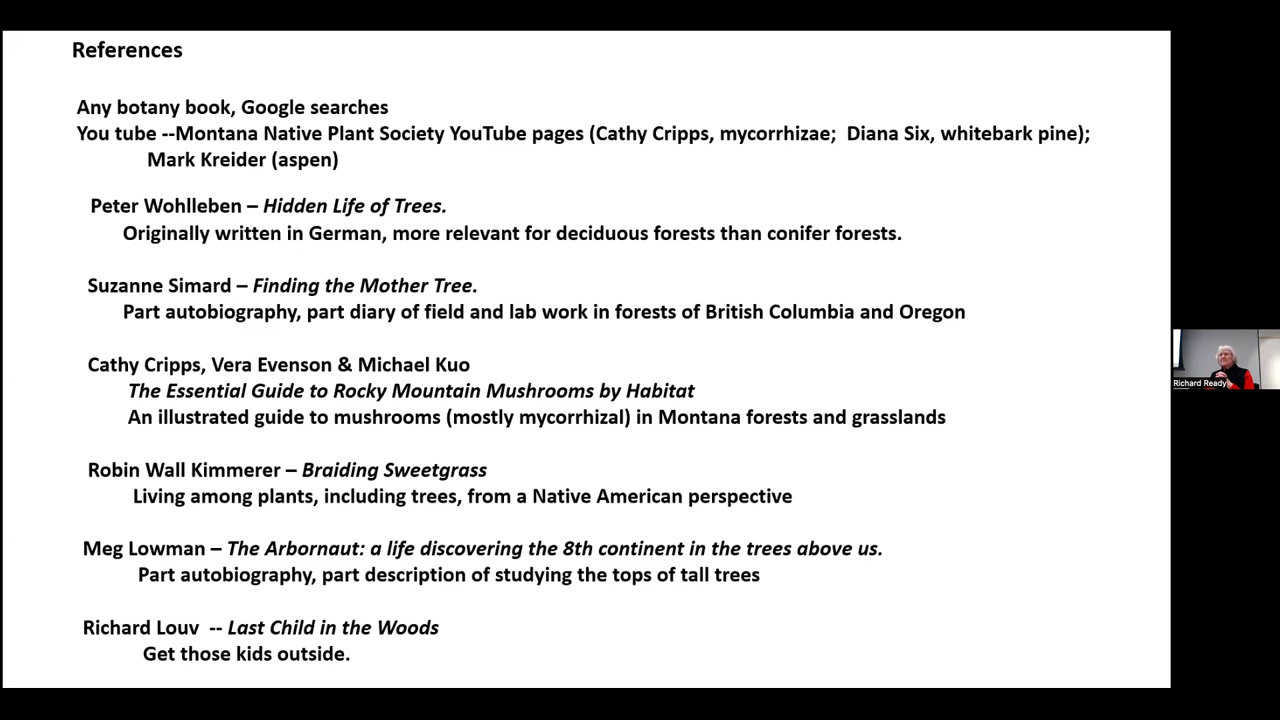 References
Any botany book, Google searches
You tube --Montana Native Plant Society YouTube pages (Cathy Cripps, mycorrhizae;  Diana Six, whitebark pine);
Mark Kreider (aspen)
Peter Wohlleben – Hidden Life of Trees.
Originally written in German, more relevant for deciduous forests than conifer forests.
Suzanne Simard – Finding the Mother Tree.
Part autobiography, part diary of field and lab work in forests of British Columbia and Oregon
Cathy Cripps, Vera Evenson & Michael Kuo
The Essential Guide to Rocky Mountain Mushrooms by Habitat
An illustrated guide to mushrooms (mostly mycorrhizal) in Montana forests and grasslands
Robin Wall Kimmerer – Braiding Sweetgrass
Living among plants, including trees, from a Native American perspective
Meg Lowman – The Arbornaut: a life discovering the 8th continent in the trees above us.
Part autobiography, part description of studying the tops of tall trees
Richard Louv  -- Last Child in the Woods
Get those kids outside.
Richard Ready